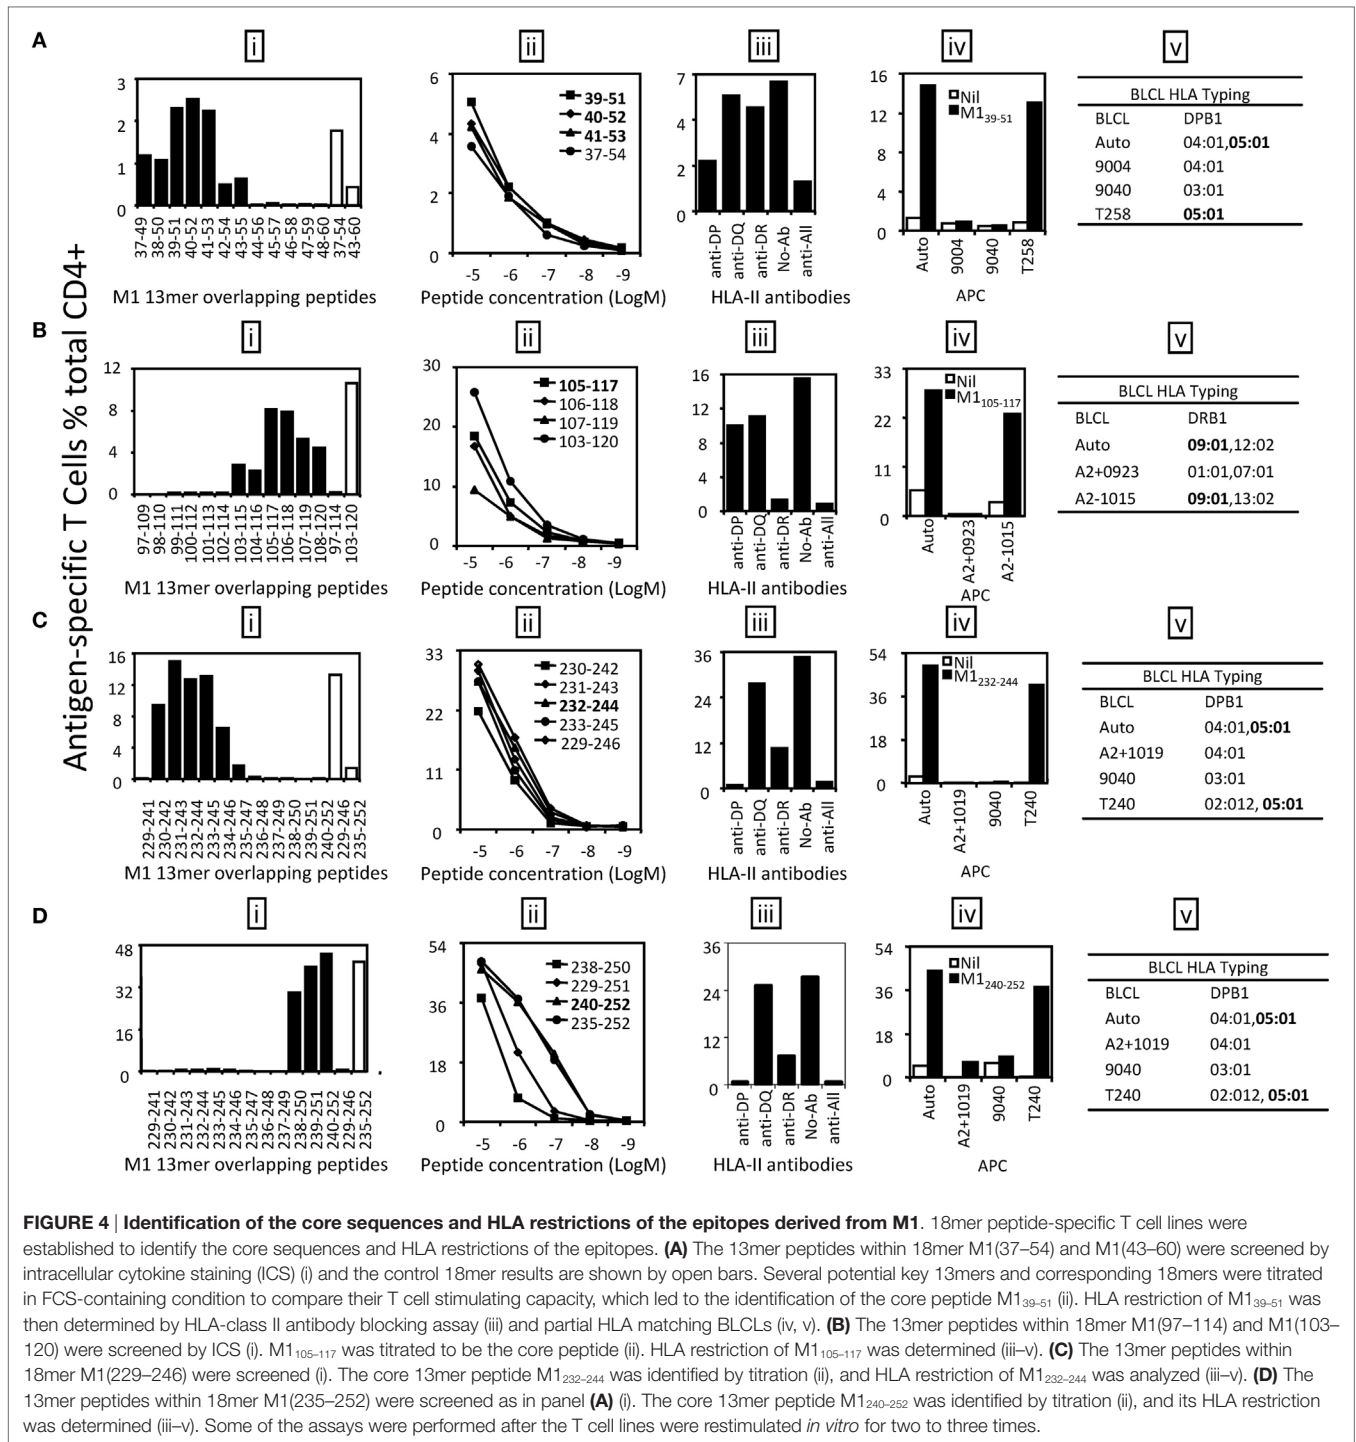 A
i
ii
iii
iv
v
Antigen-specific T Cells % total CD4+
3
2
1
0
37-49
38-50
39-51
40-52
41-53
42-54
43-55
44-56
45-57
46-58
47-59
48-60
37-54
43-60
M1 13mer overlapping peptides
6
4
2
0
39-51
40-52
41-53
37-54
-5 -6 -7 -8 -9
Peptide concentration (LogM)
7
4
2
0
anti-DP
anti-DQ
anti-DR
No-Ab
anti-All
HLA-II antibodies
16
12
8
4
0
Nil
M139-51
Auto
9004
9040
T258
APC
BLCL HLA Typing
BLCL DPB1
Auto 04:01,05:01
9004 04:01
9040 03:01
T258 05:01
B
i
ii
iii
iv
v
12
8
4
0
97-109
98-110
99-111
100-112
101-113
102-114
103-115
104-116
105-117
106-118
107-119
108-120
97-114
103-120
M1 13mer overlapping peptides
30
20
10
0
105-117
106-118
107-119
103-120
-5 -6 -7 -8 -9
Peptide concentration (LogM)
16
12
8
4
0
anti-DP
anti-DQ
anti-DR
No-Ab
anti-All
HLA-II antibodies
33
22
11
0
Nil
M1105-117
Auto
A2+0923
A2-1015
APC
BLCL HLA Typing
BLCL DRB1
Auto 09:01,12:02
A2+0923 01:01,07:01
A2-1015 09:01,13:02
C
i
ii
iii
iv
v
16
12
8
4
0
229-241
230-242
231-243
232-244
233-245
234-246
235-247
236-248
237-249
238-250
239-251
240-252
229-246
235-252
M1 13mer overlapping peptides
33
22
11
0
230-242
231-243
232-244
233-245
229-246
-5 -6 -7 -8 -9
Peptide concentration (LogM)
36
24
12
0
anti-DP
anti-DQ
anti-DR
No-Ab
anti-All
HLA-II antibodies
54
36
18
0
Nil
M1232-244
Auto
A2+1019
9040
T240
APC
BLCL HLA Typing
BLCL DPB1
Auto 04:01,05:01
A2+1019 04:01
9040 03:01
T240 02:012, 05:01
D
i
ii
iii
iv
v
48
32
16
0
229-241
230-242
231-243
232-244
233-245
234-246
235-247
236-248
237-249
238-250
239-251
240-252
229-246
235-252
M1 13mer overlapping peptides
54
36
18
0
238-250
229-251
240-252
235-252
-5 -6 -7 -8 -9
Peptide concentration (LogM)
36
24
12
0
anti-DP
anti-DQ
anti-DR
No-Ab
anti-All
HLA-II antibodies
54
36
18
0
Nil
M1240-252
Auto
A2+1019
9040
T240
APC
BLCL HLA Typing
BLCL DPB1
Auto 04:01,05:01
A2+1019 04:01
9040 03:01
T240 02:012, 05:01
FIGURE 4 | Identification of the core sequences and HLA restrictions of the epitopes derived from M1. 18mer peptide-specific T cell lines were
established to identify the core sequences and HLA restrictions of the epitopes. (A) The 13mer peptides within 18mer M1(37–54) and M1(43–60) were screened by
intracellular cytokine staining (ICS) (i) and the control 18mer results are shown by open bars. Several potential key 13mers and corresponding 18mers were titrated
in FCS-containing condition to compare their T cell stimulating capacity, which led to the identification of the core peptide M139–51 (ii). HLA restriction of M139–51 was
then determined by HLA-class II antibody blocking assay (iii) and partial HLA matching BLCLs (iv, v). (B) The 13mer peptides within 18mer M1(97–114) and M1(103–
120) were screened by ICS (i). M1105–117 was titrated to be the core peptide (ii). HLA restriction of M1105–117 was determined (iii–v). (C) The 13mer peptides within
18mer M1(229–246) were screened (i). The core 13mer peptide M1232–244 was identified by titration (ii), and HLA restriction of M1232–244 was analyzed (iii–v). (D) The
13mer peptides within 18mer M1(235–252) were screened as in panel (A) (i). The core 13mer peptide M1240–252 was identified by titration (ii), and its HLA restriction
was determined (iii–v). Some of the assays were performed after the T cell lines were restimulated in vitro for two to three times.